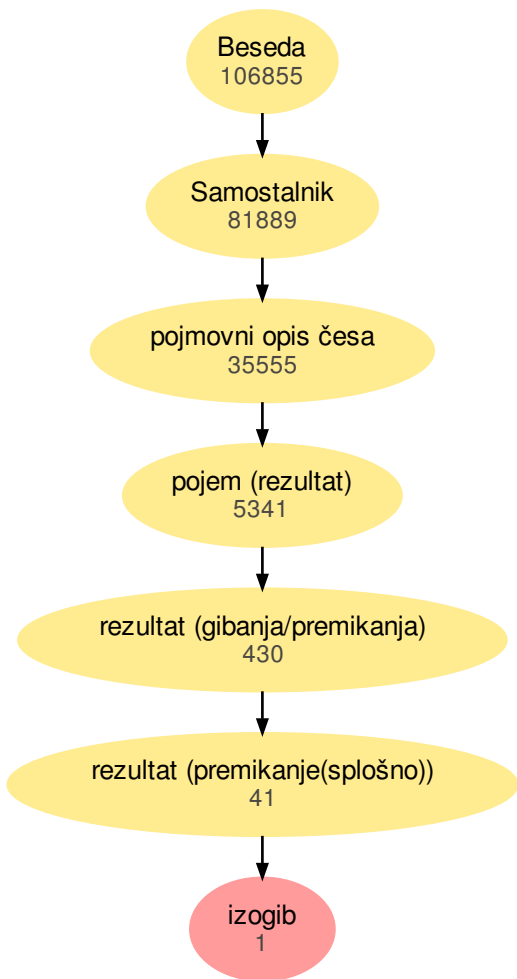 Beseda
106855
Samostalnik
81889
pojmovni opis česa
35555
pojem (rezultat)
5341
rezultat (gibanja/premikanja)
430
rezultat (premikanje(splošno))
41
izogib
1